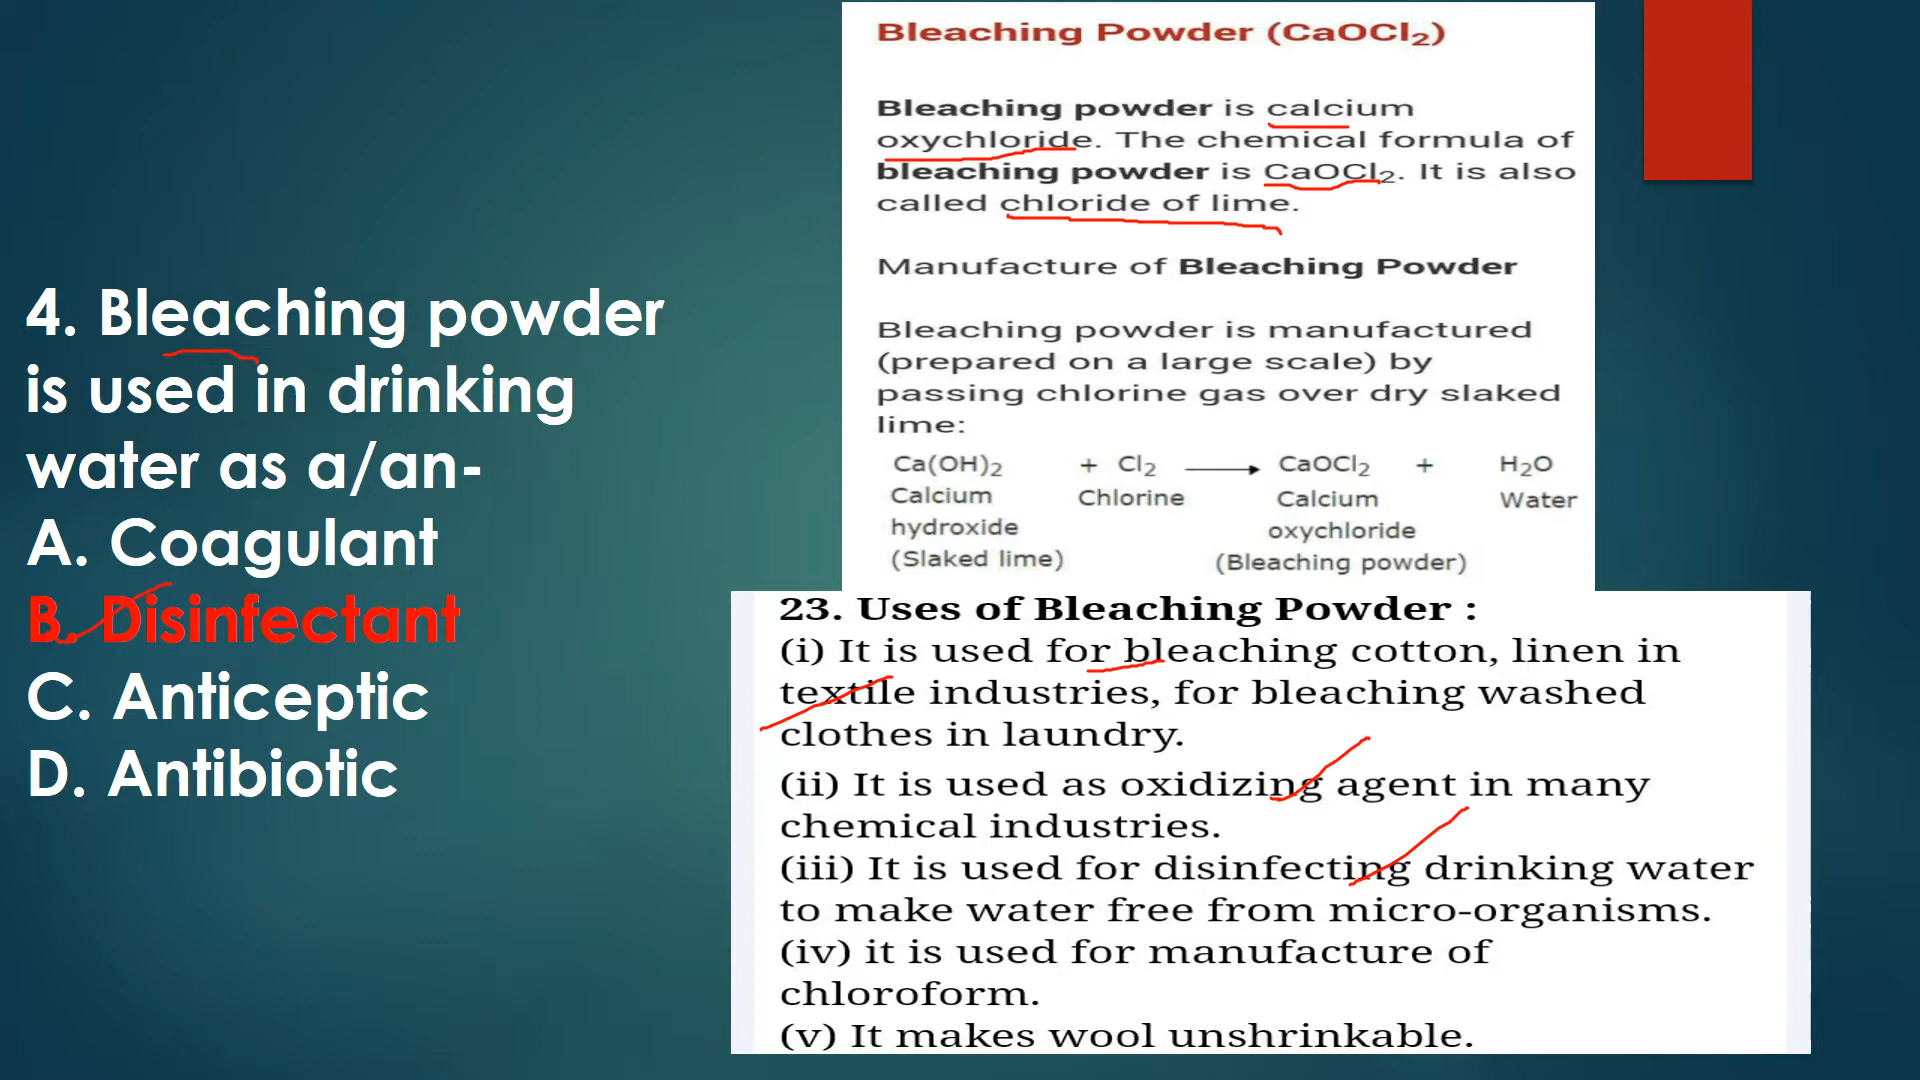 4. Bleaching powder
is used in drinking
water as a/an-
A. Coagulant
B. Disinfectant
C. Anticeptic
D. Antibiotic
Bleaching Powder (CaOCl₂)
Bleaching powder is calcium
oxychloride. The chemical formula of
bleaching powder is CaOCl₂. It is also
called chloride of lime.
Manufacture of Bleaching Powder
Bleaching powder is manufactured
(prepared on a large scale) by
passing chlorine gas over dry slaked
lime:
Ca(OH)₂ + Cl₂ ⟶ CaOCl₂ + H₂O
Calcium Chlorine Calcium Water
hydroxide oxychloride
(Slaked lime) (Bleaching powder)
23. Uses of Bleaching Powder :
(i) It is used for bleaching cotton, linen in
textile industries, for bleaching washed
clothes in laundry.
(ii) It is used as oxidizing agent in many
chemical industries.
(iii) It is used for disinfecting drinking water
to make water free from micro-organisms.
(iv) it is used for manufacture of
chloroform.
(v) It makes wool unshrinkable.